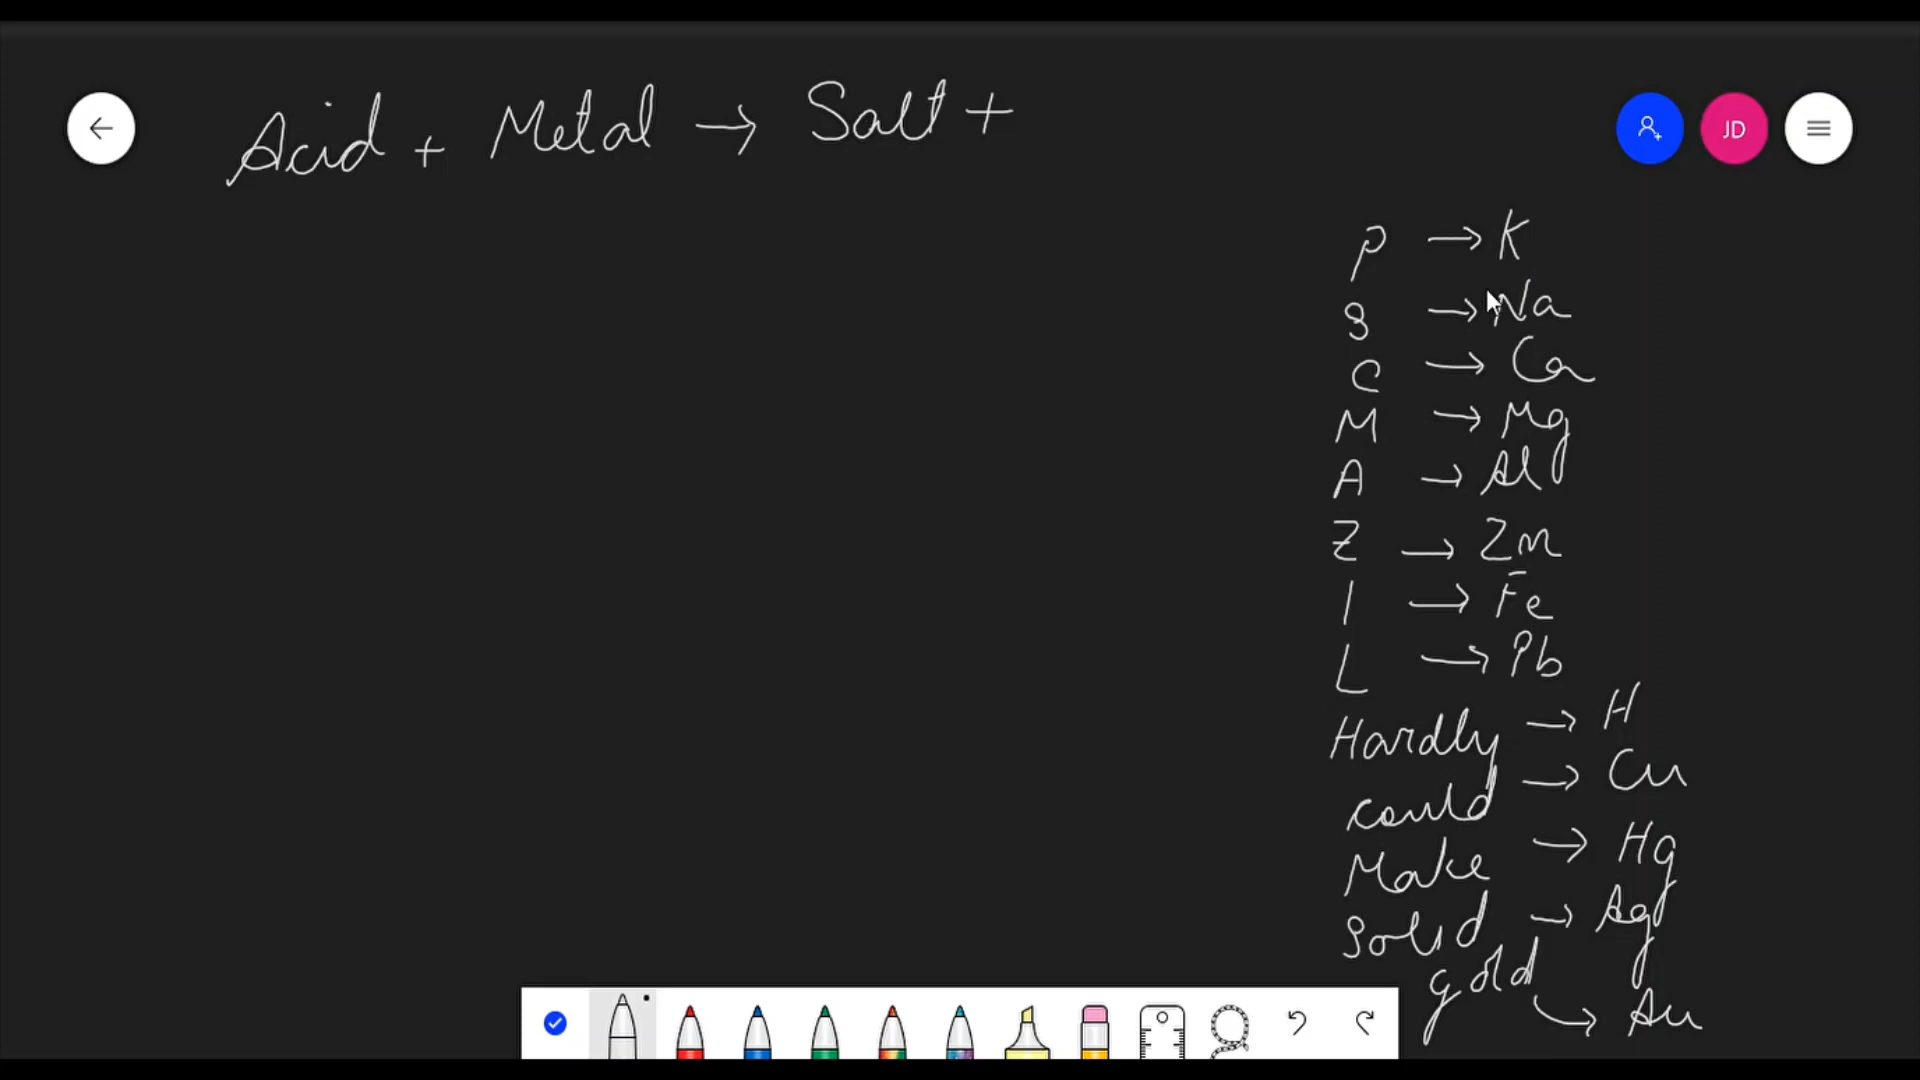 Acid + Metal → Salt +
JD
P → K
S → Na
C → Ca
M → Mg
A → Al
Z → Zn
I → Fe
L → Pb
Hardly → H
could → Cu
Make → Hg
Solid → Ag
gold → Au